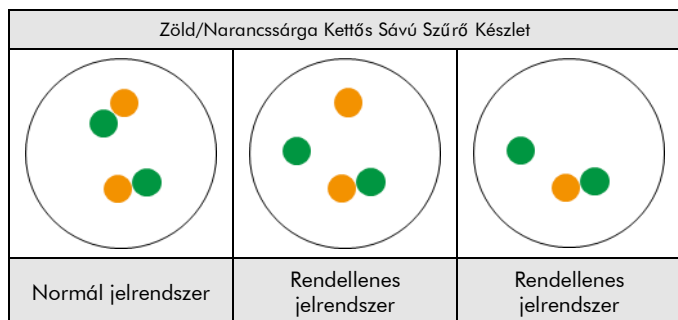 Zöld/Narancssárga Kettős Sávú Szűrő Készlet
Normál jelrendszer
Rendellenes
jelrendszer
Rendellenes
jelrendszer